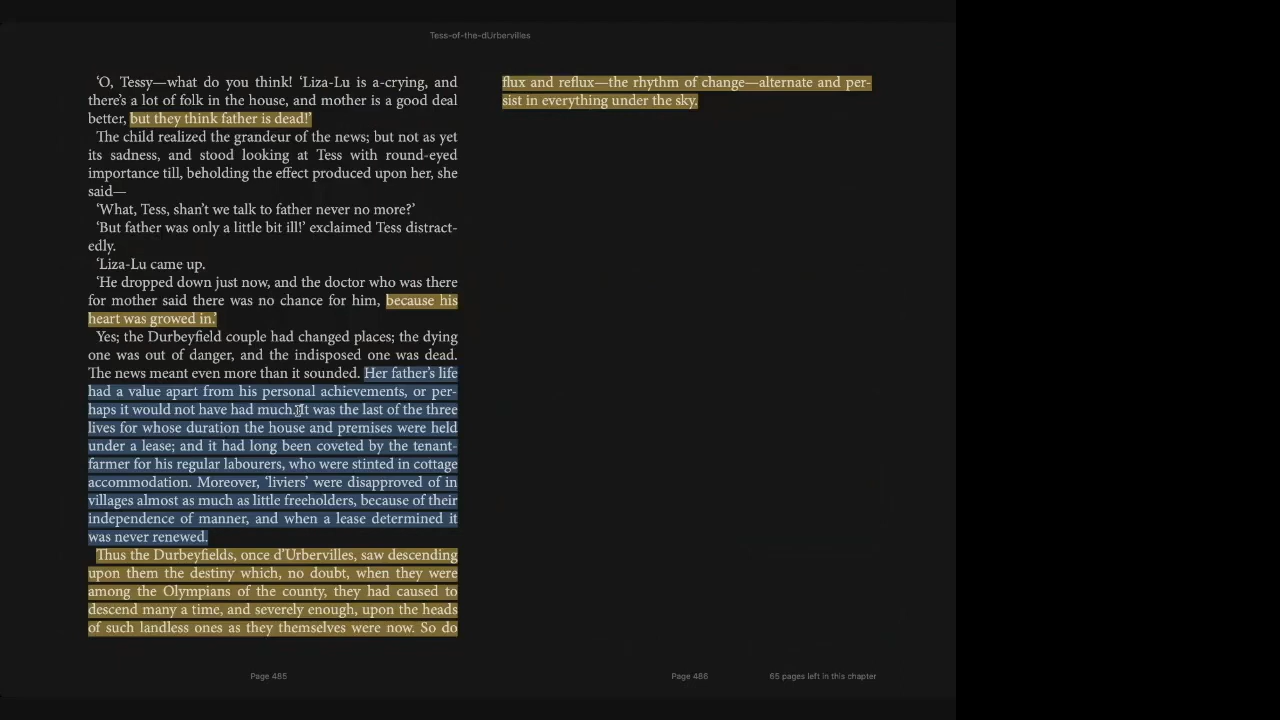 Tess-of-the-dUrbervilles
‘O, Tessy—what do you think! ‘Liza-Lu is a-crying, and
there’s a lot of folk in the house, and mother is a good deal
better, but they think father is dead!’
The child realized the grandeur of the news; but not as yet
its sadness, and stood looking at Tess with round-eyed
importance till, beholding the effect produced upon her, she
said—
‘What, Tess, shan’t we talk to father never no more?’
‘But father was only a little bit ill!’ exclaimed Tess distract-
edly.
‘Liza-Lu came up.
‘He dropped down just now, and the doctor who was there
for mother said there was no chance for him, because his
heart was growed in.’
Yes; the Durbeyfield couple had changed places; the dying
one was out of danger, and the indisposed one was dead.
The news meant even more than it sounded. Her father’s life
had a value apart from his personal achievements, or per-
haps it would not have had much. It was the last of the three
lives for whose duration the house and premises were held
under a lease; and it had long been coveted by the tenant-
farmer for his regular labourers, who were stinted in cottage
accommodation. Moreover, ‘liviers’ were disapproved of in
villages almost as much as little freeholders, because of their
independence of manner, and when a lease determined it
was never renewed.
Thus the Durbeyfields, once d’Urbervilles, saw descending
upon them the destiny which, no doubt, when they were
among the Olympians of the county, they had caused to
descend many a time, and severely enough, upon the heads
of such landless ones as they themselves were now. So do
flux and reflux—the rhythm of change—alternate and per-
sist in everything under the sky.
Page 485
Page 486
65 pages left in this chapter